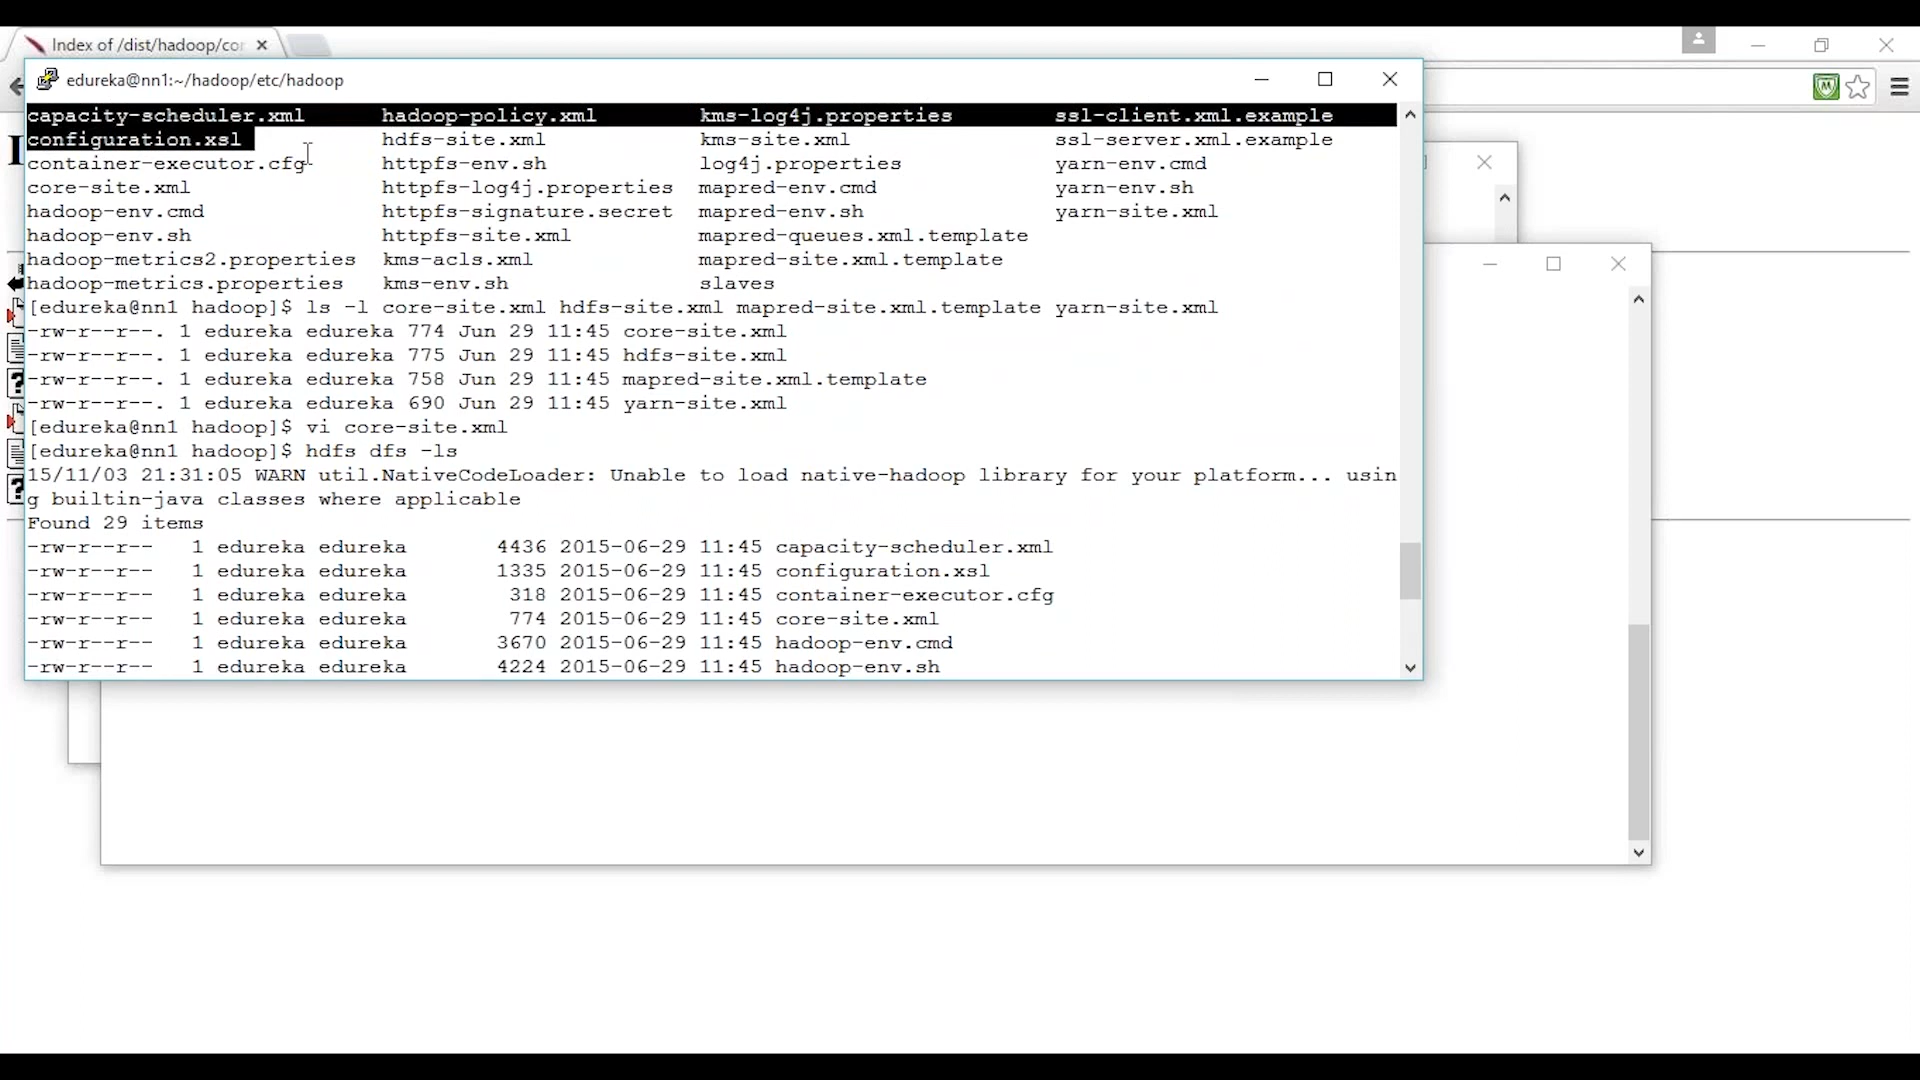 Index of /dist/hadoop/cor
edureka@nn1:~/hadoop/etc/hadoop
capacity-scheduler.xml hadoop-policy.xml kms-log4j.properties ssl-client.xml.example
configuration.xsl hdfs-site.xml kms-site.xml ssl-server.xml.example
container-executor.cfg httpfs-env.sh log4j.properties yarn-env.cmd
core-site.xml httpfs-log4j.properties mapred-env.cmd yarn-env.sh
hadoop-env.cmd httpfs-signature.secret mapred-env.sh yarn-site.xml
hadoop-env.sh httpfs-site.xml mapred-queues.xml.template
hadoop-metrics2.properties kms-acls.xml mapred-site.xml.template
hadoop-metrics.properties kms-env.sh slaves
[edureka@nn1 hadoop]$ ls -l core-site.xml hdfs-site.xml mapred-site.xml.template yarn-site.xml
-rw-r--r--. 1 edureka edureka 774 Jun 29 11:45 core-site.xml
-rw-r--r--. 1 edureka edureka 775 Jun 29 11:45 hdfs-site.xml
-rw-r--r--. 1 edureka edureka 758 Jun 29 11:45 mapred-site.xml.template
-rw-r--r--. 1 edureka edureka 690 Jun 29 11:45 yarn-site.xml
[edureka@nn1 hadoop]$ vi core-site.xml
[edureka@nn1 hadoop]$ hdfs dfs -ls
15/11/03 21:31:05 WARN util.NativeCodeLoader: Unable to load native-hadoop library for your platform... usin
g builtin-java classes where applicable
Found 29 items
-rw-r--r-- 1 edureka edureka 4436 2015-06-29 11:45 capacity-scheduler.xml
-rw-r--r-- 1 edureka edureka 1335 2015-06-29 11:45 configuration.xsl
-rw-r--r-- 1 edureka edureka 318 2015-06-29 11:45 container-executor.cfg
-rw-r--r-- 1 edureka edureka 774 2015-06-29 11:45 core-site.xml
-rw-r--r-- 1 edureka edureka 3670 2015-06-29 11:45 hadoop-env.cmd
-rw-r--r-- 1 edureka edureka 4224 2015-06-29 11:45 hadoop-env.sh